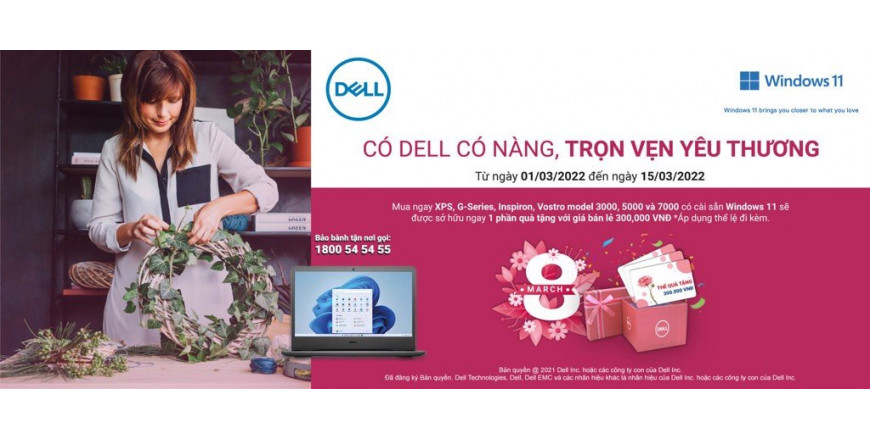 DELL
Windows 11
Windows 11 brings you closer to what you love
CÓ DELL CÓ NÀNG, TRỌN VẸN YÊU THƯƠNG
Từ ngày 01/03/2022 đến ngày 15/03/2022
Mua ngay XPS, G-Series, Inspiron, Vostro model 3000, 5000 và 7000 có cài sẵn Windows 11 sẽ
được sở hữu ngay 1 phần quà tặng với giá bán lẻ 300,000 VNĐ *Áp dụng thể lệ đi kèm.
Bảo hành tận nơi gọi:
1800 54 54 55
8
MARCH
THẺ QUÀ TẶNG
300.000 VNĐ
DELL
DELL
Bản quyền @ 2021 Dell Inc. hoặc các công ty con của Dell Inc.
Đã đăng ký Bản quyền. Dell Technologies, Dell, Dell EMC và các nhãn hiệu khác là nhãn hiệu của Dell Inc. hoặc các công ty con của Dell Inc.